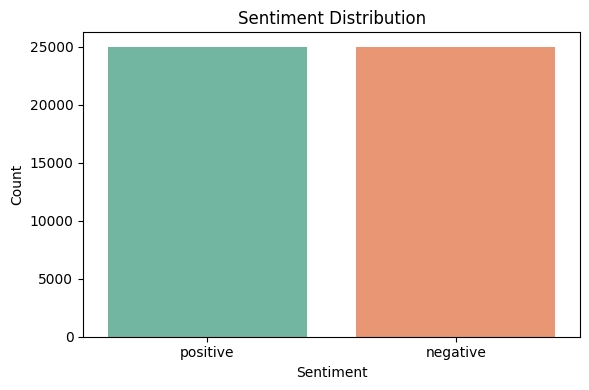 Sentiment Distribution
25000
20000
15000
10000
5000
0
Count
positive negative
Sentiment